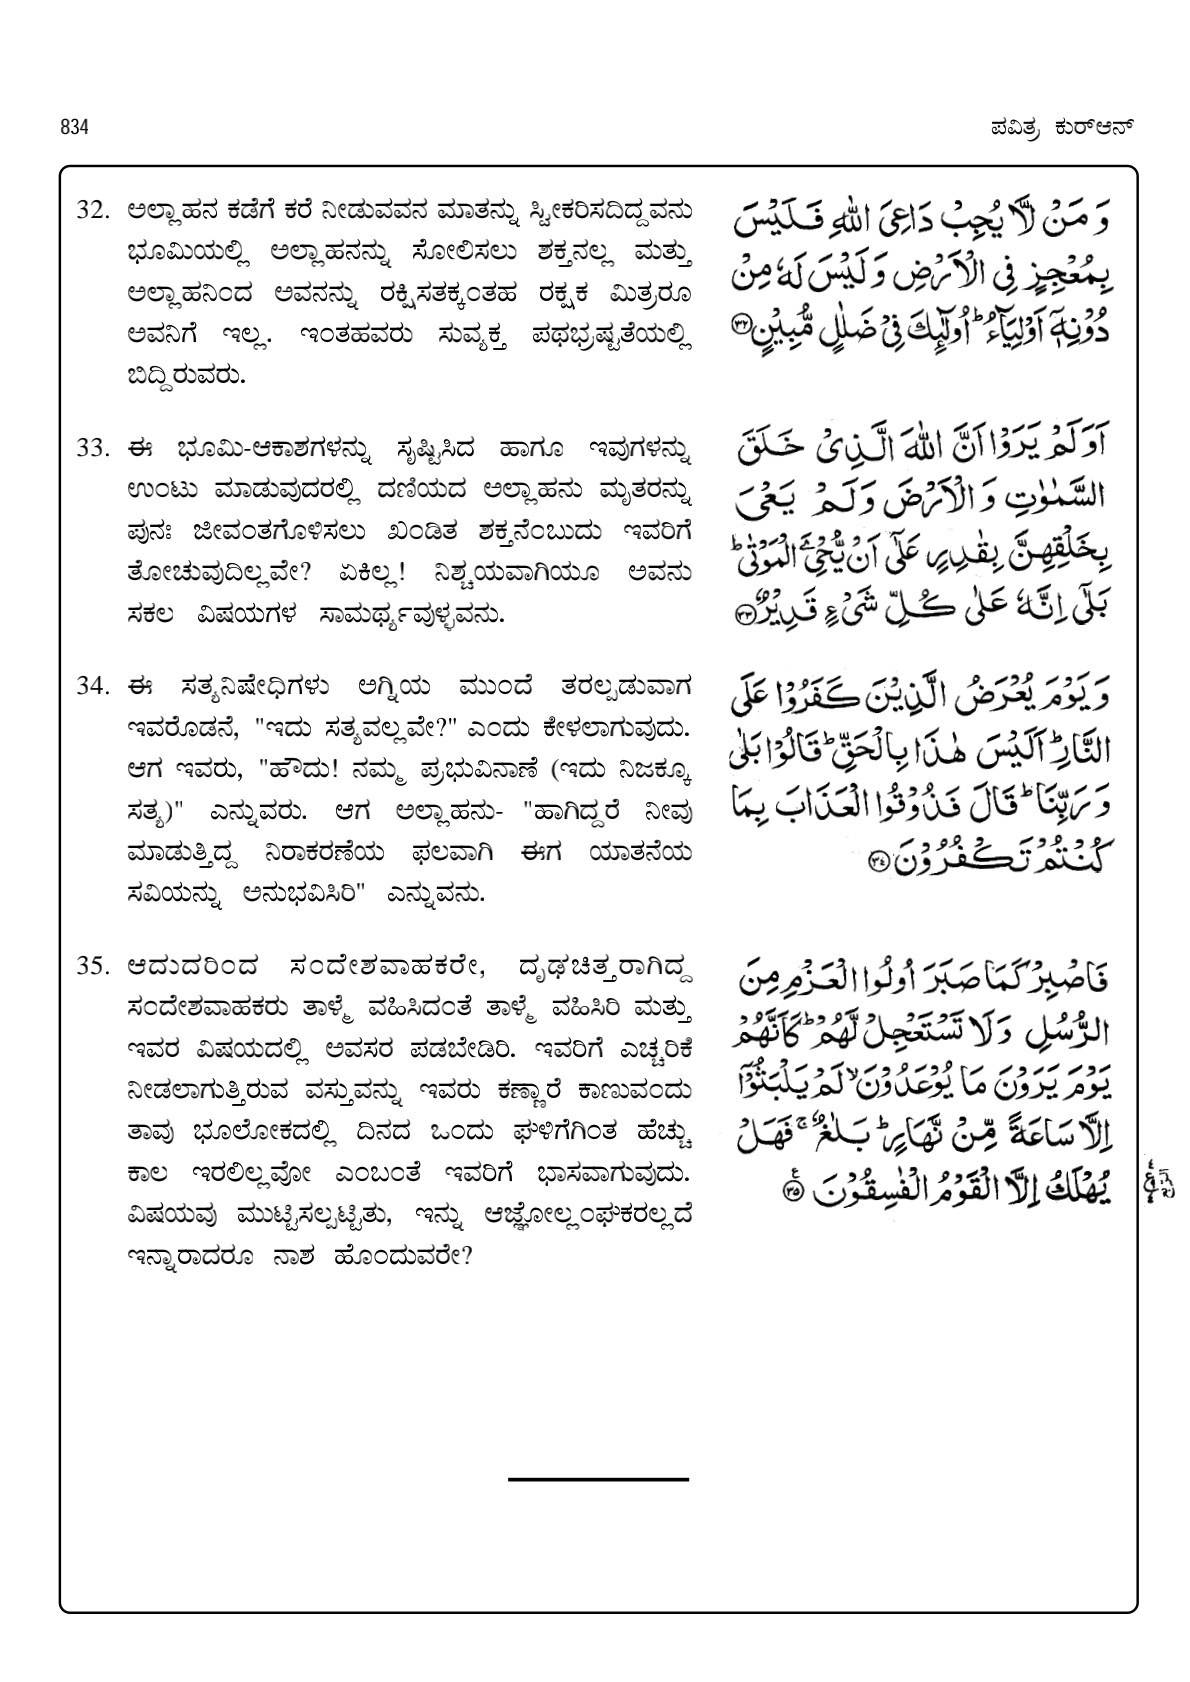 834
ಪವಿತ್ರ ಕುರ್‌ಆನ್
32. ಅಲ್ಲಾಹನ ಕಡೆಗೆ ಕರೆ ನೀಡುವವನ ಮಾತನ್ನು ಸ್ವೀಕರಿಸದಿದ್ದವನು
ಭೂಮಿಯಲ್ಲಿ ಅಲ್ಲಾಹನನ್ನು ಸೋಲಿಸಲು ಶಕ್ತನಲ್ಲ ಮತ್ತು
ಅಲ್ಲಾಹನಿಂದ ಅವನನ್ನು ರಕ್ಷಿಸತಕ್ಕಂತಹ ರಕ್ಷಕ ಮಿತ್ರರೂ
ಅವನಿಗೆ ಇಲ್ಲ. ಇಂತಹವರು ಸುವ್ಯಕ್ತ ಪಥಭ್ರಷ್ಟತೆಯಲ್ಲಿ
ಬಿದ್ದಿರುವರು.
وَ مَنْ لَّا يُجِبْ دَاعِيَ اللّٰهِ فَلَيْسَ
بِمُعْجِزٍ فِي الْاَرْضِ وَ لَيْسَ لَهٗ مِنْ
دُوْنِهٖٓ اَوْلِيَآءُ ؕ اُولٰٓئِكَ فِيْ ضَلٰلٍ مُّبِيْنٍ ۝٣٢
33. ಈ ಭೂಮಿ-ಆಕಾಶಗಳನ್ನು ಸೃಷ್ಟಿಸಿದ ಹಾಗೂ ಇವುಗಳನ್ನು
ಉಂಟು ಮಾಡುವುದರಲ್ಲಿ ದಣಿಯದ ಅಲ್ಲಾಹನು ಮೃತರನ್ನು
ಪುನಃ ಜೀವಂತಗೊಳಿಸಲು ಖಂಡಿತ ಶಕ್ತನೆಂಬುದು ಇವರಿಗೆ
ತೋಚುವುದಿಲ್ಲವೇ? ಏಕಿಲ್ಲ! ನಿಶ್ಚಯವಾಗಿಯೂ ಅವನು
ಸಕಲ ವಿಷಯಗಳ ಸಾಮರ್ಥ್ಯವುಳ್ಳವನು.
اَوَ لَمْ يَرَوْا اَنَّ اللّٰهَ الَّذِيْ خَلَقَ
السَّمٰوٰتِ وَ الْاَرْضَ وَ لَمْ يَعْيَ
بِخَلْقِهِنَّ بِقٰدِرٍ عَلٰٓى اَنْ يُّحْيِۦَ الْمَوْتٰى ؕ
بَلٰٓى اِنَّهٗ عَلٰى كُلِّ شَيْءٍ قَدِيْرٌ ۝٣٣
34. ಈ ಸತ್ಯನಿಷೇಧಿಗಳು ಅಗ್ನಿಯ ಮುಂದೆ ತರಲ್ಪಡುವಾಗ
ಇವರೊಡನೆ, "ಇದು ಸತ್ಯವಲ್ಲವೇ?" ಎಂದು ಕೇಳಲಾಗುವುದು.
ಆಗ ಇವರು, "ಹೌದು! ನಮ್ಮ ಪ್ರಭುವಿನಾಣೆ (ಇದು ನಿಜಕ್ಕೂ
ಸತ್ಯ)" ಎನ್ನುವರು. ಆಗ ಅಲ್ಲಾಹನು- "ಹಾಗಿದ್ದರೆ ನೀವು
ಮಾಡುತ್ತಿದ್ದ ನಿರಾಕರಣೆಯ ಫಲವಾಗಿ ಈಗ ಯಾತನೆಯ
ಸವಿಯನ್ನು ಅನುಭವಿಸಿರಿ" ಎನ್ನುವನು.
وَ يَوْمَ يُعْرَضُ الَّذِيْنَ كَفَرُوْا عَلَى
النَّارِ ؕ اَلَيْسَ هٰذَا بِالْحَقِّ ؕ قَالُوْا بَلٰى
وَ رَبِّنَا ؕ قَالَ فَذُوْقُوا الْعَذَابَ بِمَا
كُنْتُمْ تَكْفُرُوْنَ ۝٣٤
35. ಆದುದರಿಂದ ಸಂದೇಶವಾಹಕರೇ, ದೃಢಚಿತ್ತರಾಗಿದ್ದ
ಸಂದೇಶವಾಹಕರು ತಾಳ್ಮೆ ವಹಿಸಿದಂತೆ ತಾಳ್ಮೆ ವಹಿಸಿರಿ ಮತ್ತು
ಇವರ ವಿಷಯದಲ್ಲಿ ಅವಸರ ಪಡಬೇಡಿರಿ. ಇವರಿಗೆ ಎಚ್ಚರಿಕೆ
ನೀಡಲಾಗುತ್ತಿರುವ ವಸ್ತುವನ್ನು ಇವರು ಕಣ್ಣಾರೆ ಕಾಣುವಂದು
ತಾವು ಭೂಲೋಕದಲ್ಲಿ ದಿನದ ಒಂದು ಘಳಿಗೆಗಿಂತ ಹೆಚ್ಚು
ಕಾಲ ಇರಲಿಲ್ಲವೋ ಎಂಬಂತೆ ಇವರಿಗೆ ಭಾಸವಾಗುವುದು.
ವಿಷಯವು ಮುಟ್ಟಿಸಲ್ಪಟ್ಟಿತು, ಇನ್ನು ಆಜ್ಞೋಲ್ಲಂಘಕರಲ್ಲದೆ
ಇನ್ನಾರಾದರೂ ನಾಶ ಹೊಂದುವರೇ?
فَاصْبِرْ كَمَا صَبَرَ اُولُوا الْعَزْمِ مِنَ
الرُّسُلِ وَ لَا تَسْتَعْجِلْ لَّهُمْ ؕ كَاَنَّهُمْ
يَوْمَ يَرَوْنَ مَا يُوْعَدُوْنَ ۙ لَمْ يَلْبَثُوْٓا
اِلَّا سَاعَةً مِّنْ نَّهَارٍ ؕ بَلٰغٌ ۚ فَهَلْ
يُهْلَكُ اِلَّا الْقَوْمُ الْفٰسِقُوْنَ ۝٣٥